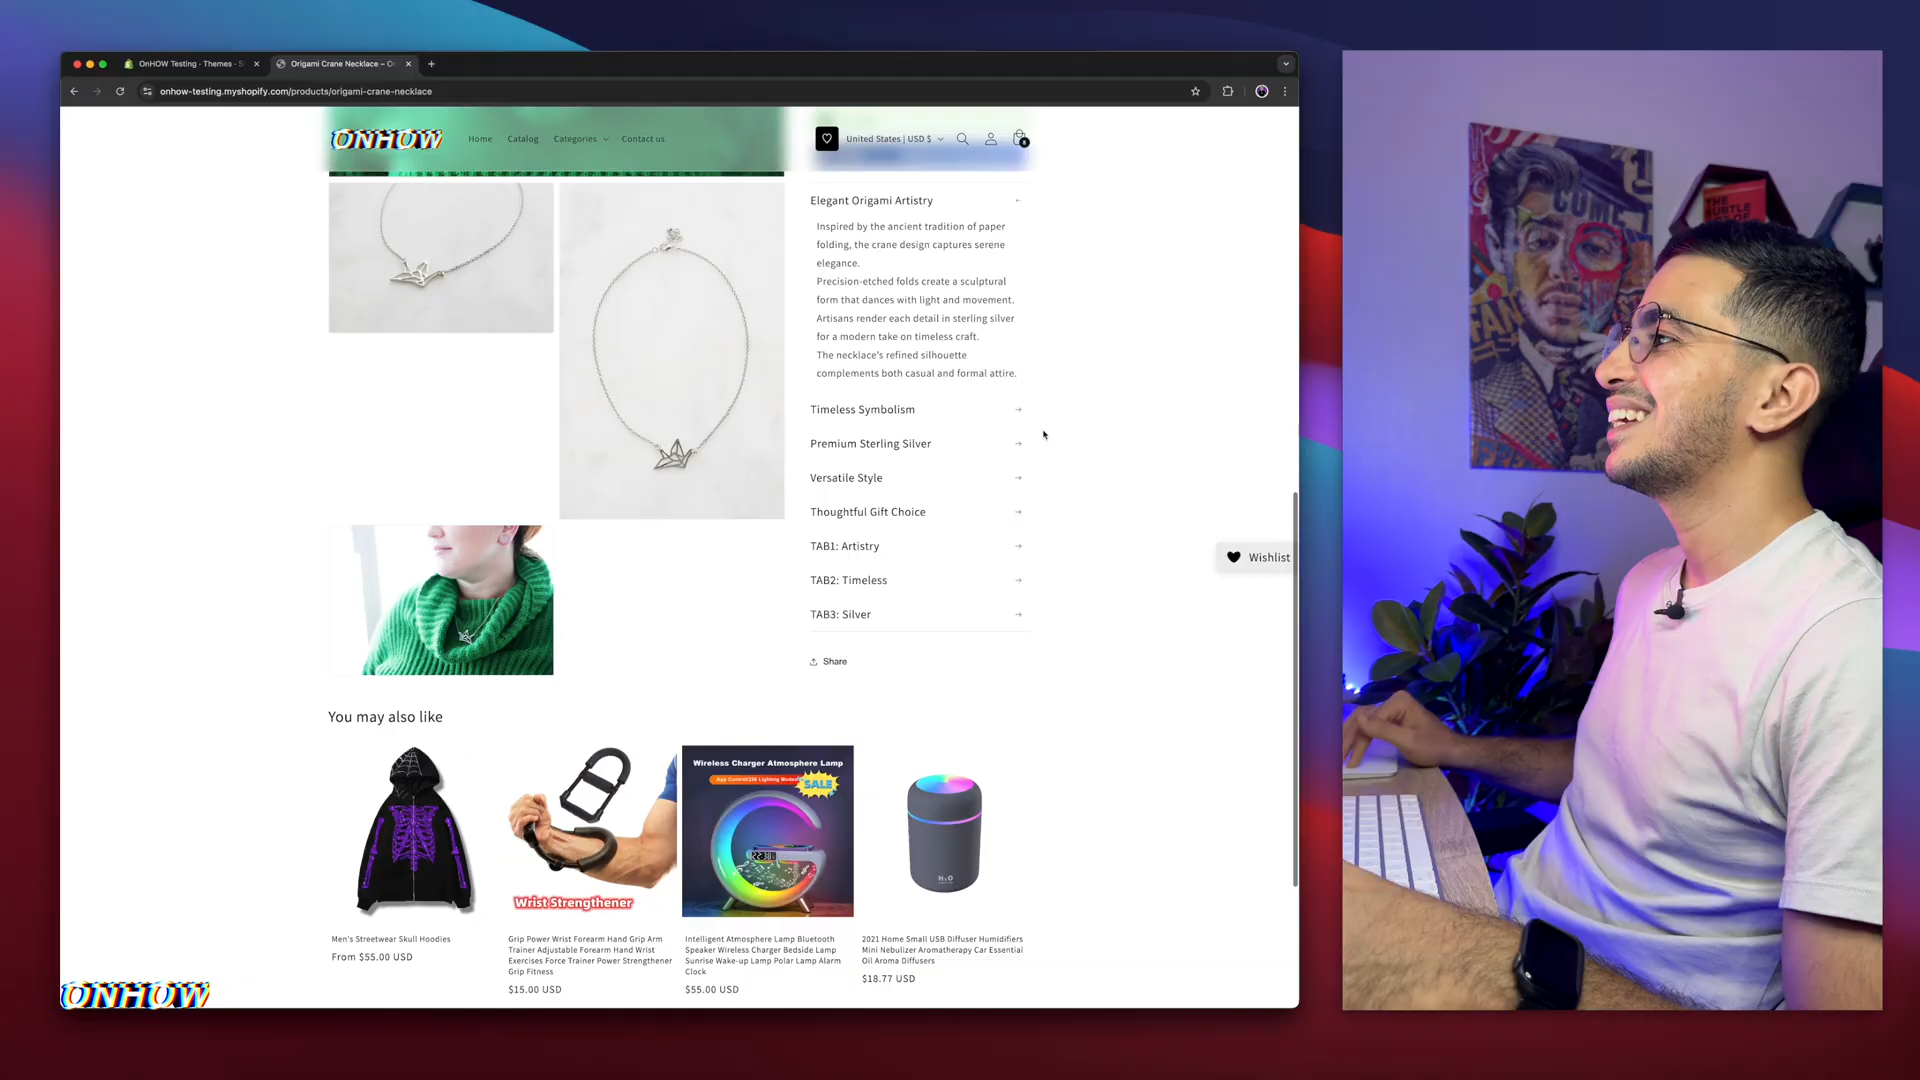 OnHOW Testing · Themes · S
Origami Crane Necklace – O
onhow-testing.myshopify.com/products/origami-crane-necklace
ONHOW
Home
Catalog
Categories
Contact us
United States | USD $
8
Elegant Origami Artistry
Inspired by the ancient tradition of paper
folding, the crane design captures serene
elegance.
Precision-etched folds create a sculptural
form that dances with light and movement.
Artisans render each detail in sterling silver
for a modern take on timeless craft.
The necklace's refined silhouette
complements both casual and formal attire.
Timeless Symbolism
Premium Sterling Silver
Versatile Style
Thoughtful Gift Choice
TAB1: Artistry
TAB2: Timeless
TAB3: Silver
Share
Wishlist
You may also like
Wrist Strengthener
Wireless Charger Atmosphere Lamp
SALE
H₂O
Men's Streetwear Skull Hoodies
From $55.00 USD
Grip Power Wrist Forearm Hand Grip Arm
Trainer Adjustable Forearm Hand Wrist
Exercises Force Trainer Power Strengthener
Grip Fitness
$15.00 USD
Intelligent Atmosphere Lamp Bluetooth
Speaker Wireless Charger Bedside Lamp
Sunrise Wake-up Lamp Polar Lamp Alarm
Clock
$55.00 USD
2021 Home Small USB Diffuser Humidifiers
Mini Nebulizer Aromatherapy Car Essential
Oil Aroma Diffusers
$18.77 USD
ONHOW
COME
FAN
THE
SUBTLE
ART OF